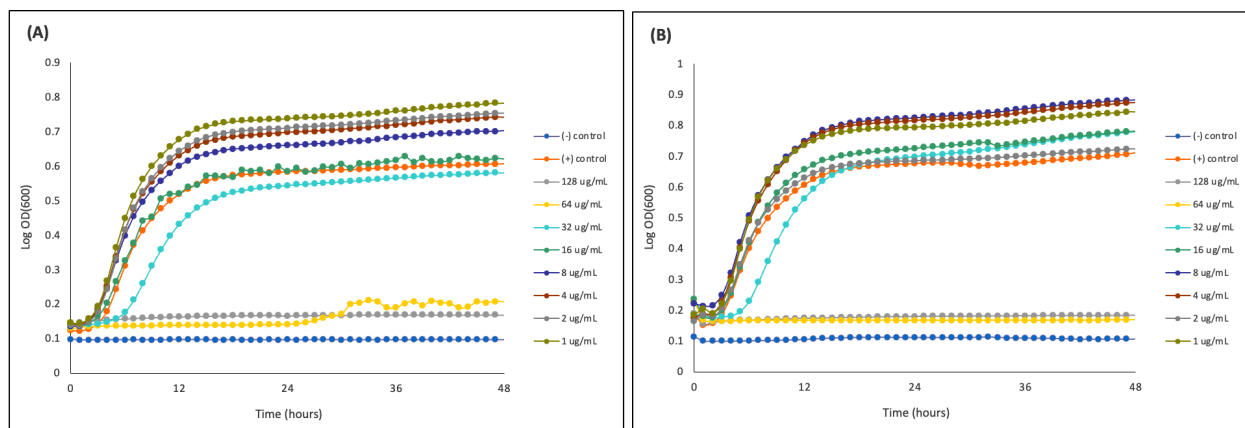 (A)
Log OD(600)
0.9
0.8
0.7
0.6
0.5
0.4
0.3
0.2
0.1
0
0 12 24 36 48
Time (hours)
(-) control
(+) control
128 ug/mL
64 ug/mL
32 ug/mL
16 ug/mL
8 ug/mL
4 ug/mL
2 ug/mL
1 ug/mL
(B)
Log OD(600)
1
0.9
0.8
0.7
0.6
0.5
0.4
0.3
0.2
0.1
0
0 12 24 36 48
Time (hours)
(-) control
(+) control
128 ug/mL
64 ug/mL
32 ug/mL
16 ug/mL
8 ug/mL
4 ug/mL
2 ug/mL
1 ug/mL